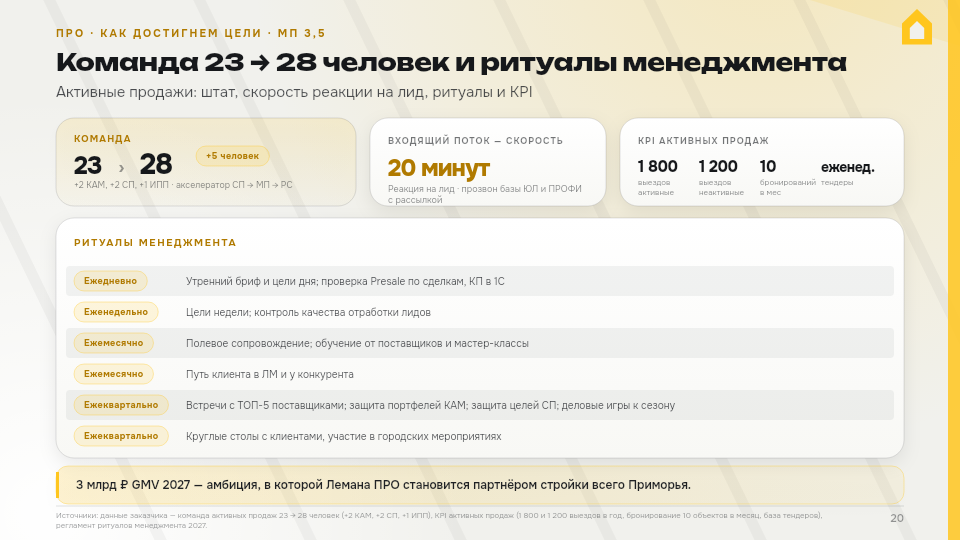 ПРО · КАК ДОСТИГНЕМ ЦЕЛИ · МП 3,5
Команда 23 → 28 человек и ритуалы менеджмента
Активные продажи: штат, скорость реакции на лид, ритуалы и KPI
КОМАНДА
23 › 28 +5 человек
+2 КАМ, +2 СП, +1 ИПП · акселератор СП → МП → РС
ВХОДЯЩИЙ ПОТОК — СКОРОСТЬ
20 минут
Реакция на лид · прозвон базы ЮЛ и ПРОФИ
с рассылкой
KPI АКТИВНЫХ ПРОДАЖ
1 800 1 200 10 еженед.
выездов выездов бронирований тендеры
активные неактивные в мес
РИТУАЛЫ МЕНЕДЖМЕНТА
Ежедневно Утренний бриф и цели дня; проверка Presale по сделкам, КП в 1С
Еженедельно Цели недели; контроль качества отработки лидов
Ежемесячно Полевое сопровождение; обучение от поставщиков и мастер-классы
Ежемесячно Путь клиента в ЛМ и у конкурента
Ежеквартально Встречи с ТОП-5 поставщиками; защита портфелей КАМ; защита целей СП; деловые игры к сезону
Ежеквартально Круглые столы с клиентами, участие в городских мероприятиях
3 млрд ₽ GMV 2027 — амбиция, в которой Лемана ПРО становится партнёром стройки всего Приморья.
Источники: данные заказчика — команда активных продаж 23 → 28 человек (+2 КАМ, +2 СП, +1 ИПП), KPI активных продаж (1 800 и 1 200 выездов в год, бронирование 10 объектов в месяц, база тендеров),
регламент ритуалов менеджмента 2027.
20